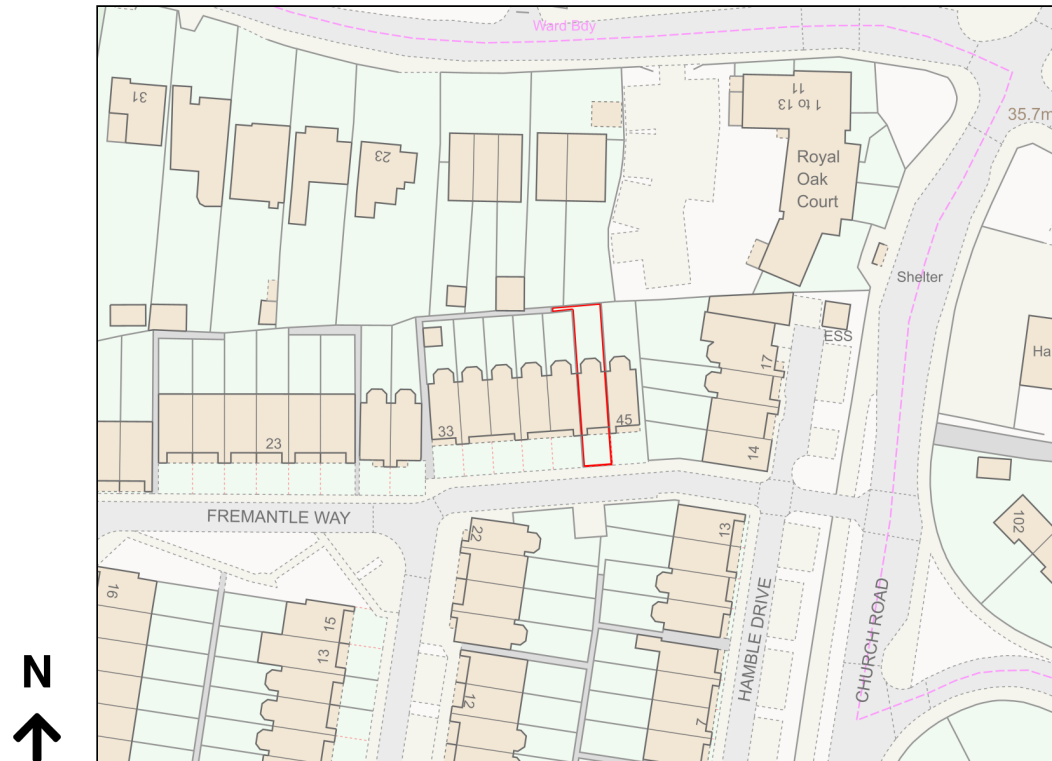 Ward Bdy
31
1 to 13
11
35.7m
23
Royal
Oak
Court
Shelter
ESS
Ha
17
33
45
23
14
FREMANTLE WAY
22
13
102
16
15
13
HAMBLE DRIVE
CHURCH ROAD
12
7
N